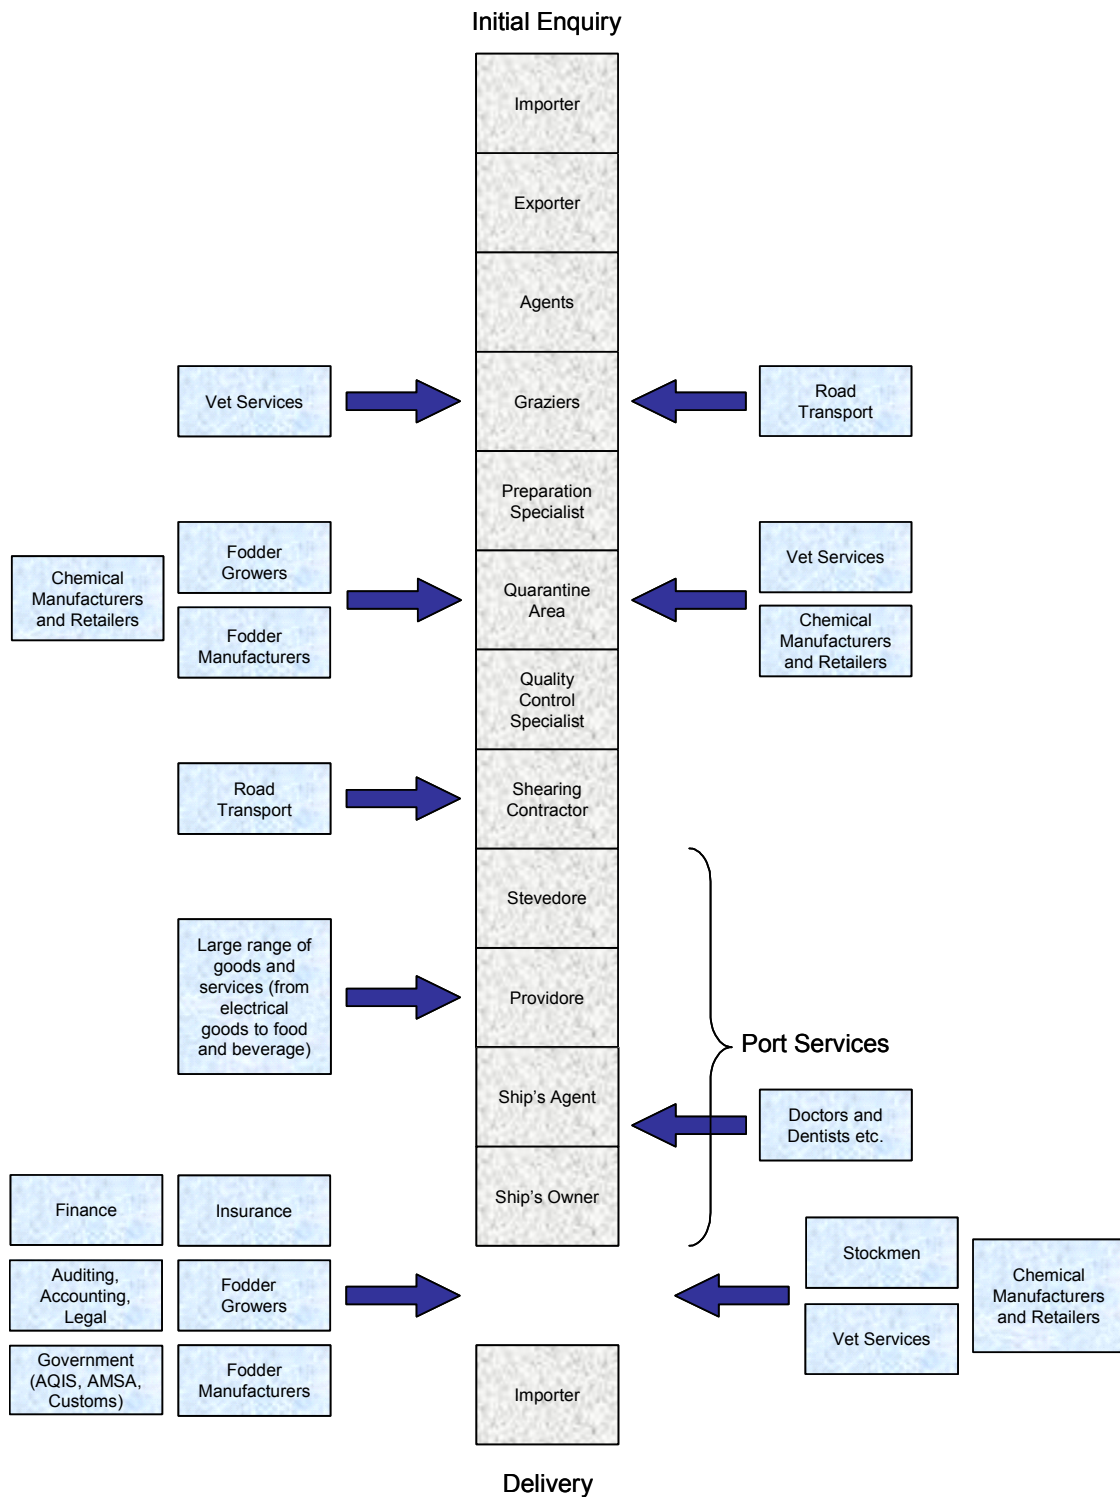 Initial Enquiry
Importer
Exporter
Agents
Vet Services
Graziers
Road
Transport
Preparation
Specialist
Chemical
Manufacturers
and Retailers
Fodder
Growers
Fodder
Manufacturers
Quarantine
Area
Vet Services
Chemical
Manufacturers
and Retailers
Quality
Control
Specialist
Road
Transport
Shearing
Contractor
Stevedore
Large range of
goods and
services (from
electrical
goods to food
and beverage)
Providore
Port Services
Ship's Agent
Doctors and
Dentists etc.
Ship's Owner
Finance
Insurance
Auditing,
Accounting,
Legal
Fodder
Growers
Government
(AQIS, AMSA,
Customs)
Fodder
Manufacturers
Stockmen
Vet Services
Chemical
Manufacturers
and Retailers
Importer
Delivery